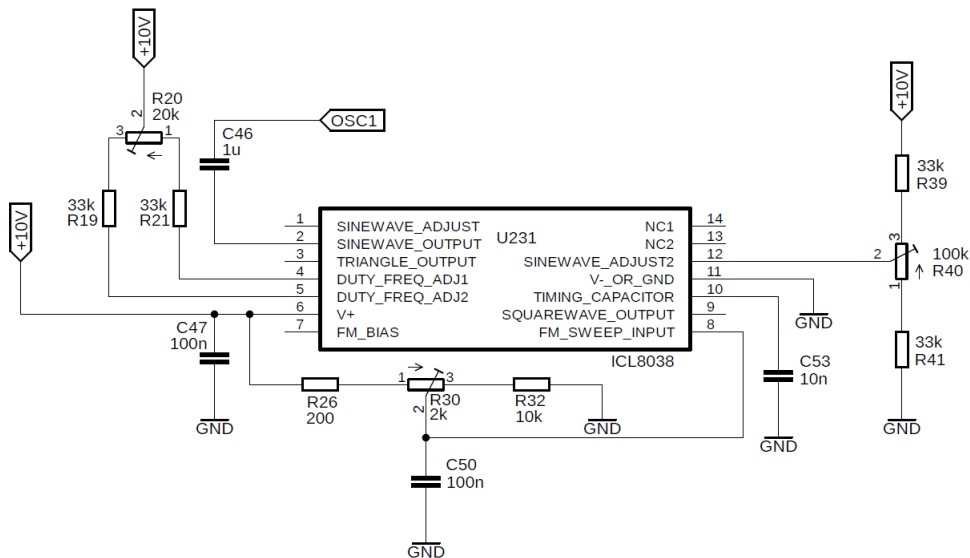 +10V
R20
20k
2
3
1
C46
1u
OSC1
+10V
33k
R19
33k
R21
+10V
33k
R39
3
2
100k
R40
1
33k
R41
GND
U231
ICL8038
1
SINEWAVE_ADJUST
2
SINEWAVE_OUTPUT
3
TRIANGLE_OUTPUT
4
DUTY_FREQ_ADJ1
5
DUTY_FREQ_ADJ2
6
V+
7
FM_BIAS
NC1
14
NC2
13
SINEWAVE_ADJUST2
12
V-_OR_GND
11
TIMING_CAPACITOR
10
SQUAREWAVE_OUTPUT
9
FM_SWEEP_INPUT
8
GND
C47
100n
GND
R26
200
1
3
2
R30
2k
R32
10k
GND
C53
10n
GND
C50
100n
GND